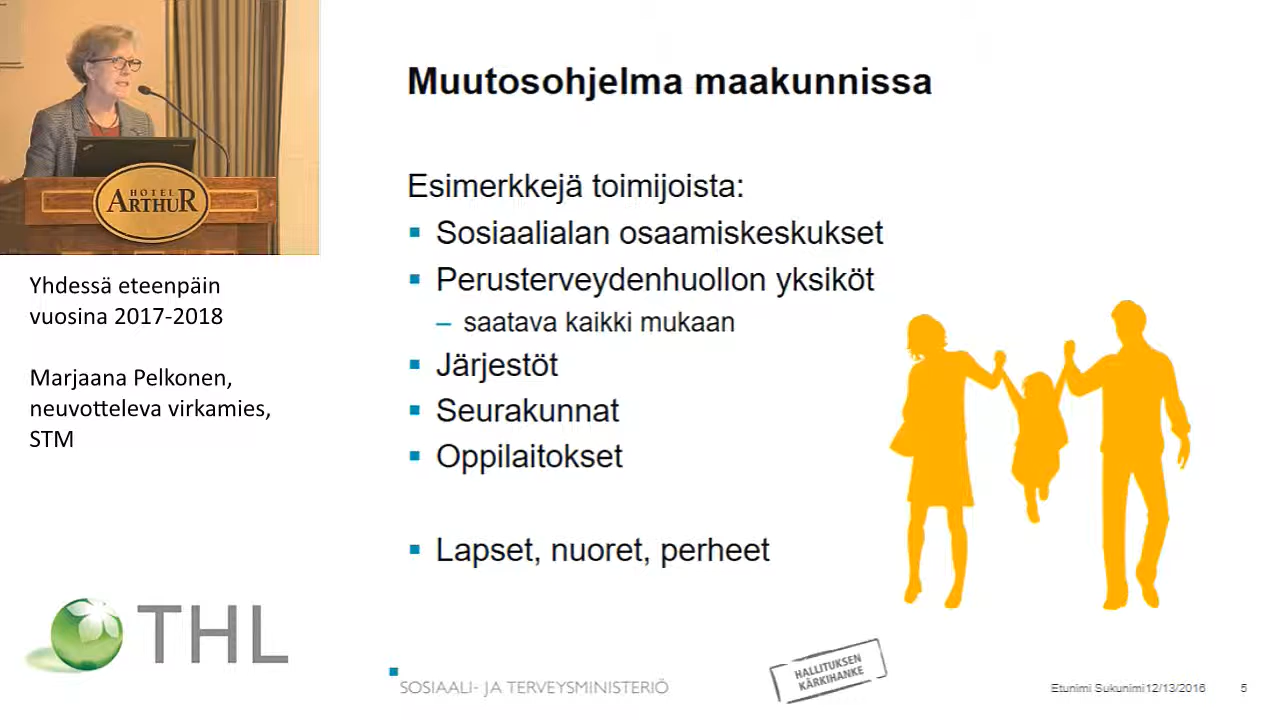 HOTEL
ARTHUR
Yhdessä eteenpäin
vuosina 2017-2018
Marjaana Pelkonen,
neuvotteleva virkamies,
STM
THL
Muutosohjelma maakunnissa
Esimerkkejä toimijoista:
Sosiaalialan osaamiskeskukset
Perusterveydenhuollon yksiköt
– saatava kaikki mukaan
Järjestöt
Seurakunnat
Oppilaitokset
Lapset, nuoret, perheet
SOSIAALI- JA TERVEYSMINISTERIÖ
HALLITUKSEN
KÄRKIHANKE
Etunimi Sukunimi12/13/2016 5